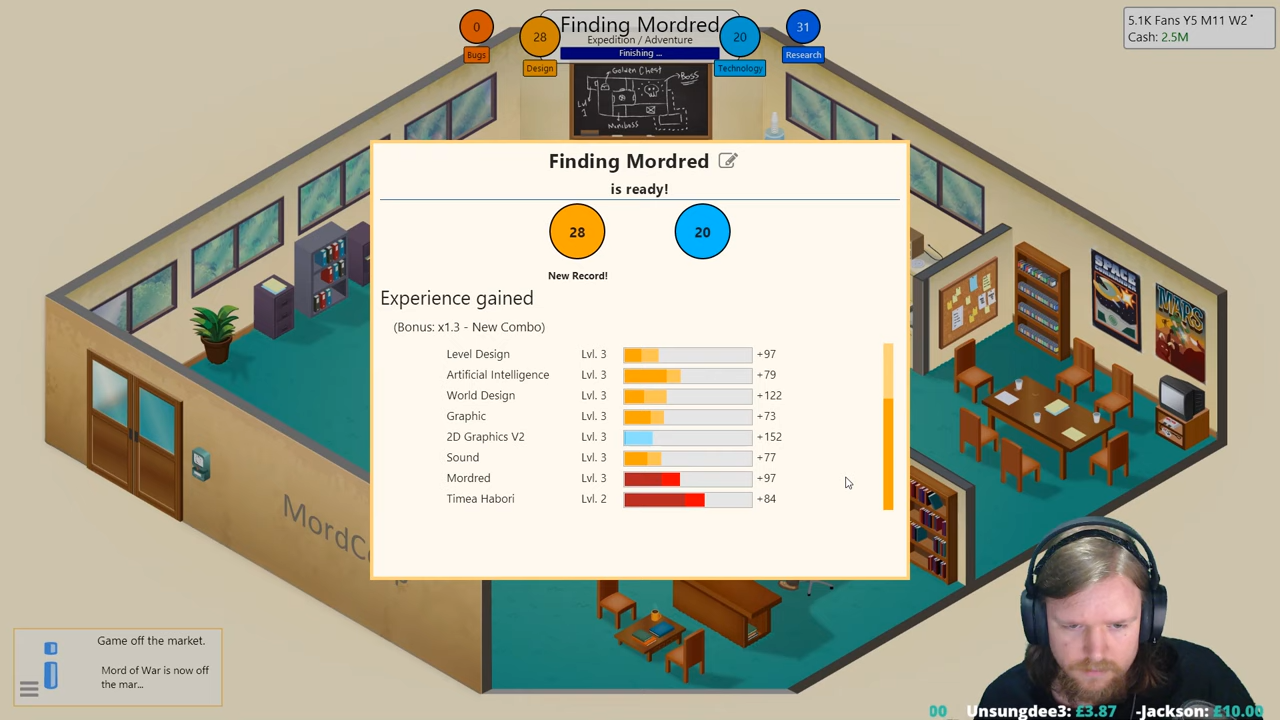 Finding Mordred
Expedition / Adventure
Finishing ...
0
Bugs
28
Design
20
Technology
31
Research
5.1K Fans Y5 M11 W2
Cash: 2.5M
Golden Chest
BOSS
Lvl 1
Miniboss
Finding Mordred
is ready!
28
20
New Record!
Experience gained
(Bonus: x1.3 - New Combo)
Level Design Lvl. 3 +97
Artificial Intelligence Lvl. 3 +79
World Design Lvl. 3 +122
Graphic Lvl. 3 +73
2D Graphics V2 Lvl. 3 +152
Sound Lvl. 3 +77
Mordred Lvl. 3 +97
Timea Habori Lvl. 2 +84
SPACE
MARS
MordCo
Game off the market.
Mord of War is now off
the mar...
00 Unsungdee3: £3.87 -Jackson: £10.00